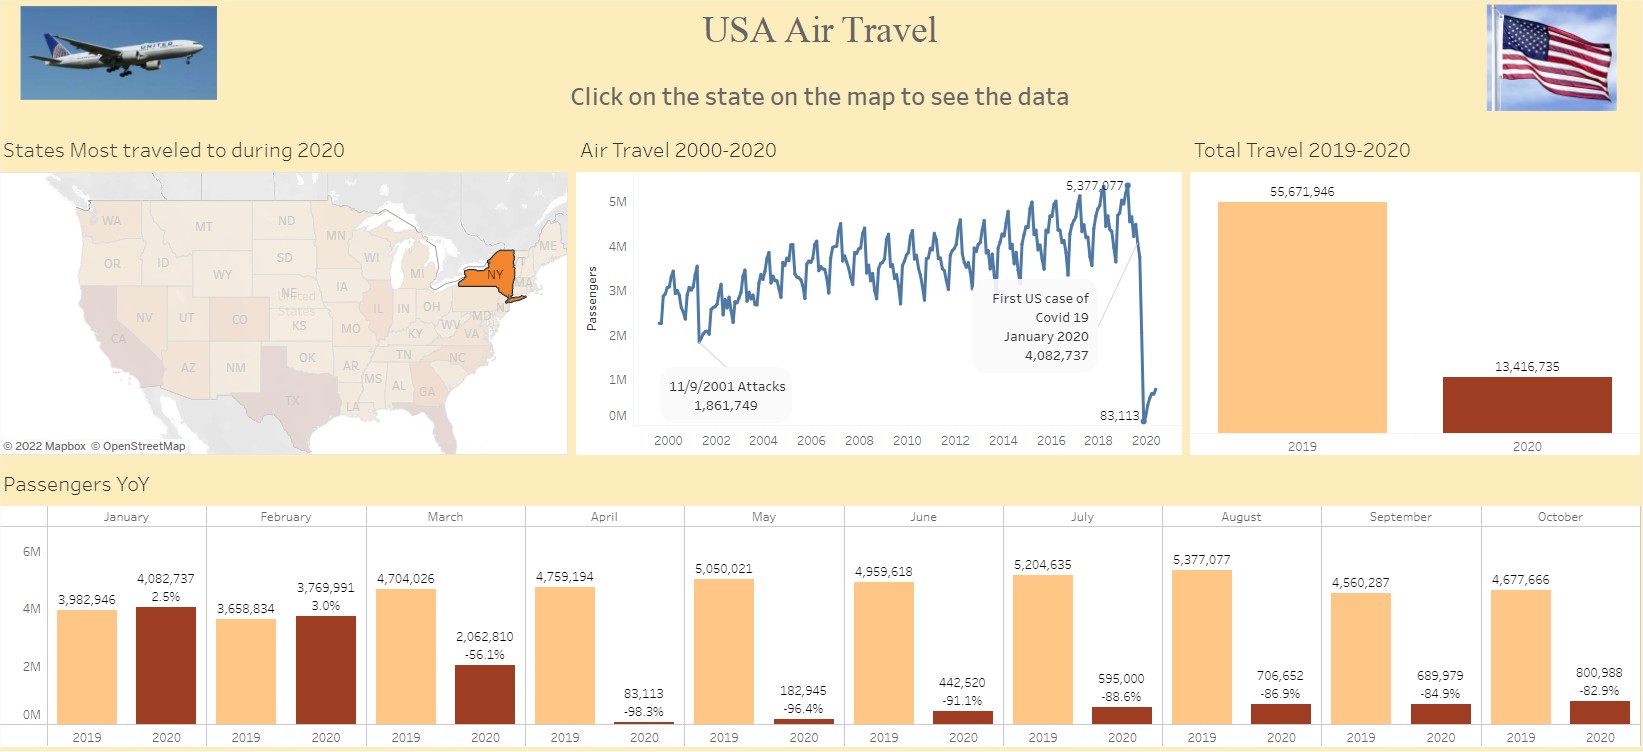 UNITED
USA Air Travel
Click on the state on the map to see the data
States Most traveled to during 2020
WA
MT
ND
MN
OR
ID
WY
SD
WI
MI
ME
NY
MA
IA
NE
United States
NV
UT
CO
KS
IL
IN
OH
NJ
MD
CA
MO
KY
WV
VA
AZ
NM
OK
AR
TN
NC
TX
MS
AL
GA
LA
© 2022 Mapbox © OpenStreetMap
Air Travel 2000-2020
Passengers
5M
4M
3M
2M
1M
0M
5,377,077
First US case of
Covid 19
January 2020
4,082,737
11/9/2001 Attacks
1,861,749
83,113
2000 2002 2004 2006 2008 2010 2012 2014 2016 2018 2020
Total Travel 2019-2020
55,671,946
13,416,735
2019 2020
Passengers YoY
January February March April May June July August September October
6M
4M
2M
0M
3,982,946
4,082,737
2.5%
3,658,834
3,769,991
3.0%
4,704,026
2,062,810
-56.1%
4,759,194
83,113
-98.3%
5,050,021
182,945
-96.4%
4,959,618
442,520
-91.1%
5,204,635
595,000
-88.6%
5,377,077
706,652
-86.9%
4,560,287
689,979
-84.9%
4,677,666
800,988
-82.9%
2019 2020 2019 2020 2019 2020 2019 2020 2019 2020 2019 2020 2019 2020 2019 2020 2019 2020 2019 2020